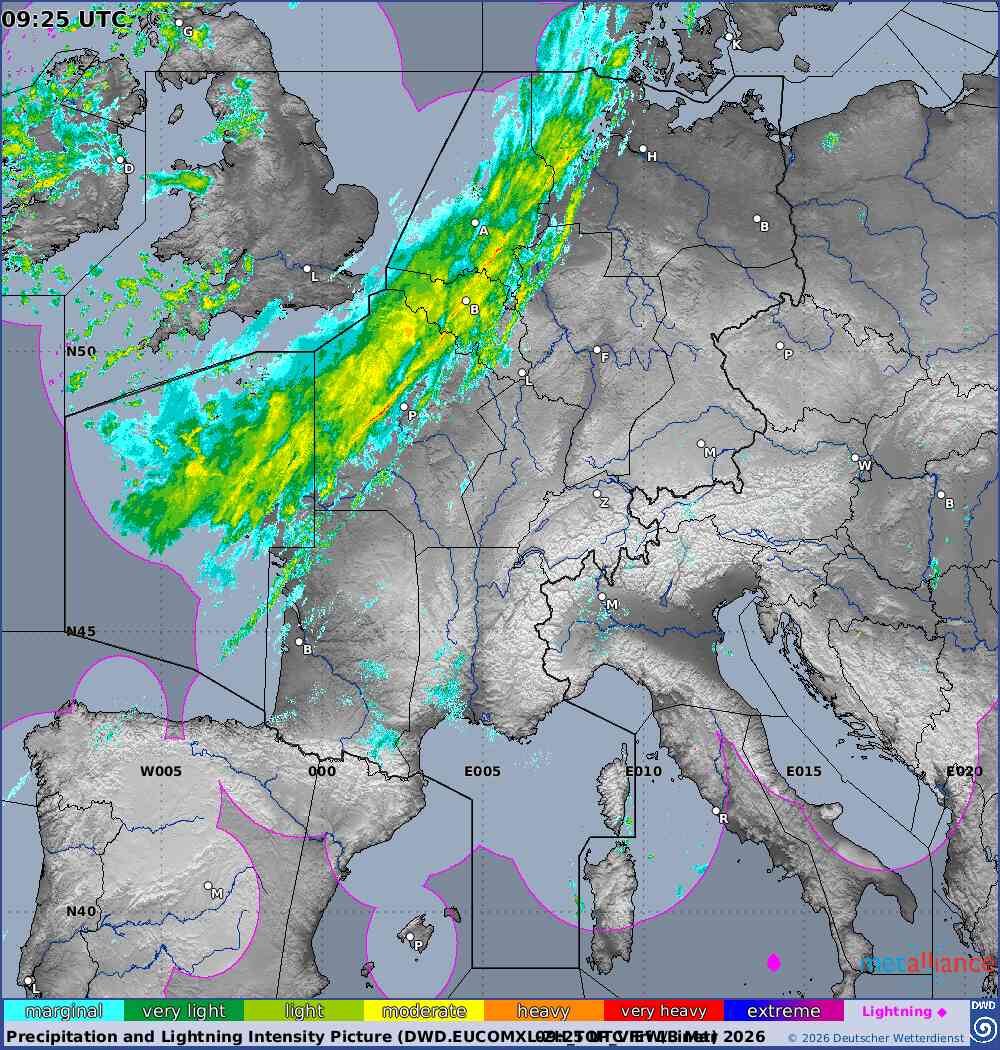 09:25 UTC
G
K
S
D
H
B
A
L
B
N50
P
F
L
P
M
W
Z
B
M
N45
B
W005
000
E005
E010
E015
E020
R
M
N40
P
L
metalliance
marginal very light light moderate heavy very heavy extreme Lightning
DWD
Precipitation and Lightning Intensity Picture (DWD.EUCOMXL
2026
© 2026 Deutscher Wetterdienst